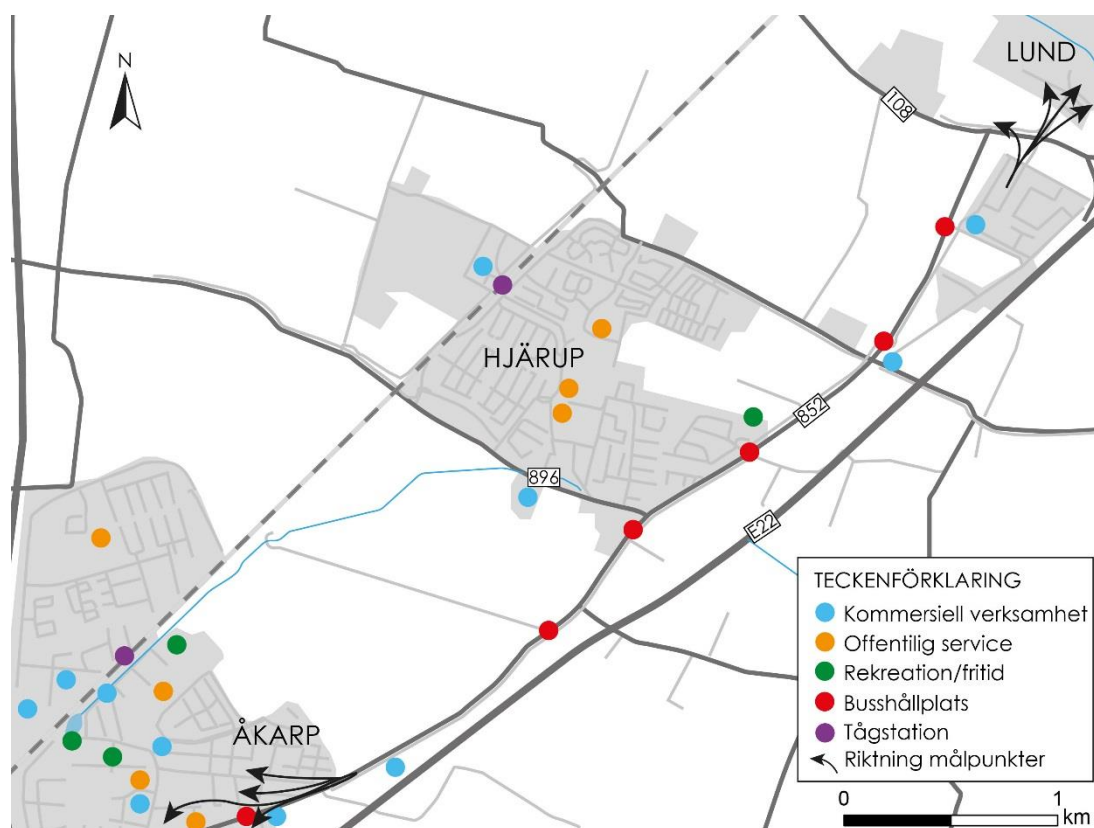 LUND
N
108
HJÄRUP
852
896
E22
ÅKARP
TECKENFÖRKLARING
Kommersiell verksamhet
Offentilig service
Rekreation/fritid
Busshållplats
Tågstation
Riktning målpunkter
0 1
km